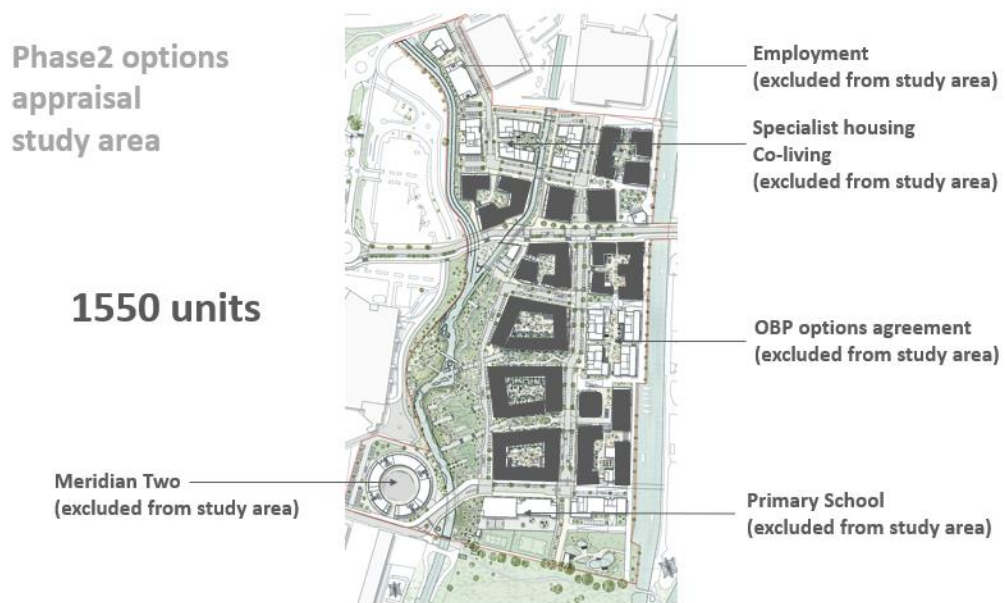 Phase2 options
appraisal
study area
1550 units
Employment
(excluded from study area)
Specialist housing
Co-living
(excluded from study area)
OBP options agreement
(excluded from study area)
Meridian Two
(excluded from study area)
Primary School
(excluded from study area)